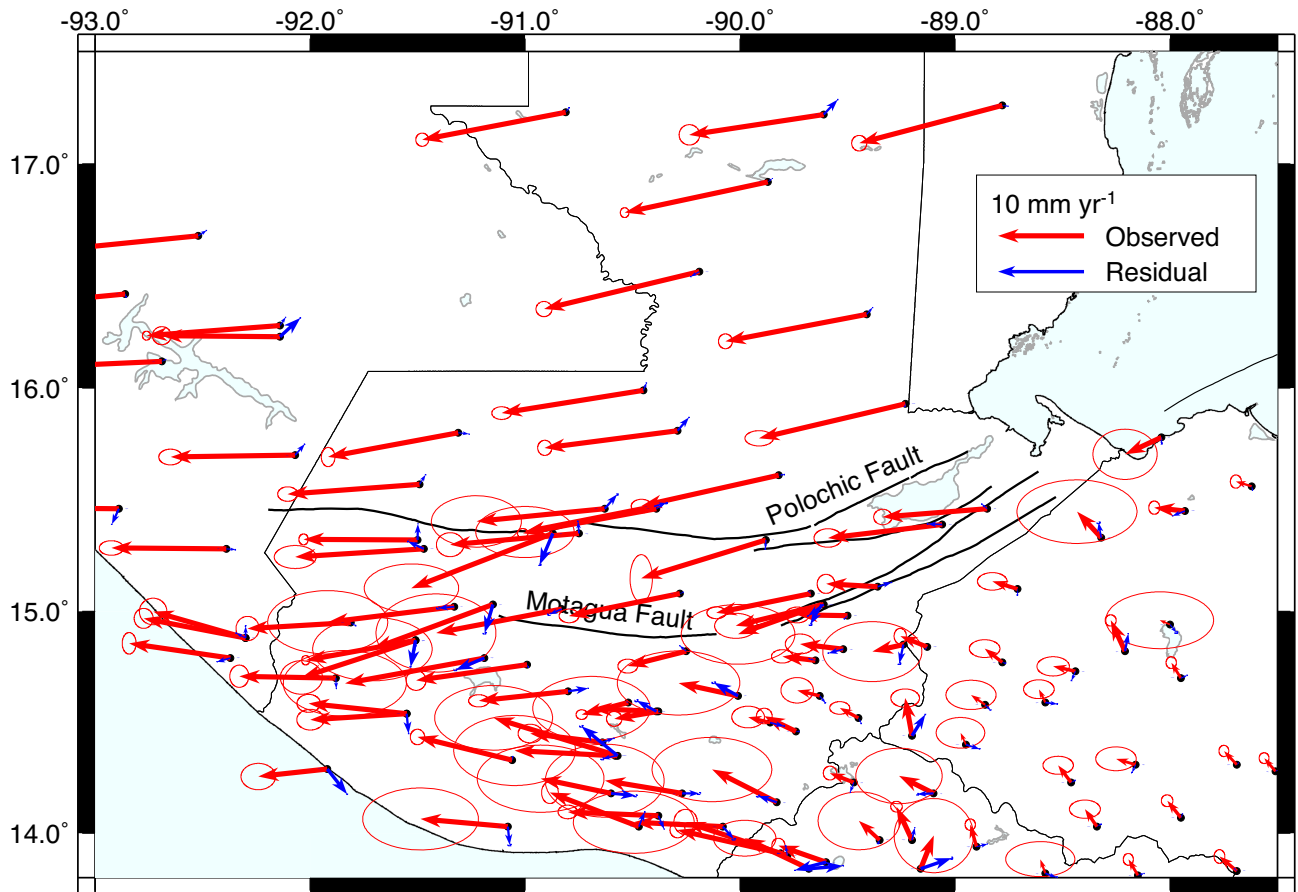 -93.0° -92.0° -91.0° -90.0° -89.0° -88.0°
17.0°
10 mm yr⁻¹
Observed
Residual
16.0°
Polochic Fault
15.0°
Motagua Fault
14.0°